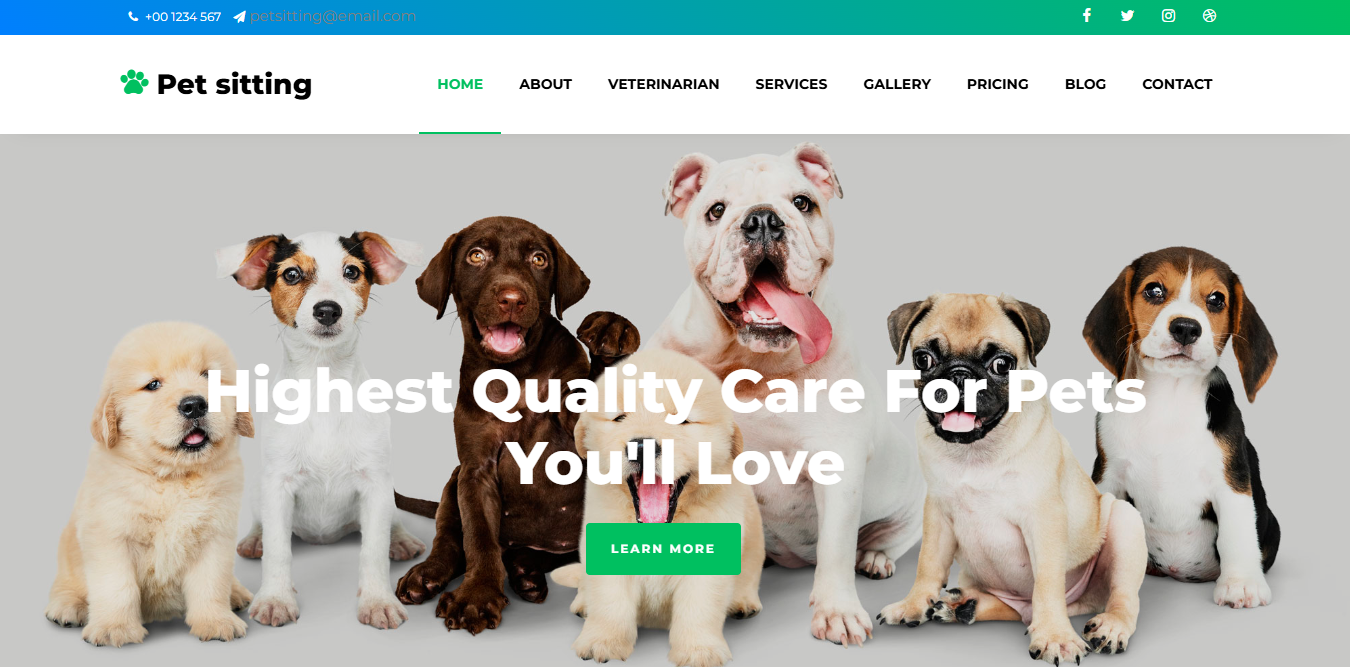 +00 1234 567 petsitting@email.com
Pet sitting
HOME ABOUT VETERINARIAN SERVICES GALLERY PRICING BLOG CONTACT
Highest Quality Care For Pets
You'll Love
LEARN MORE